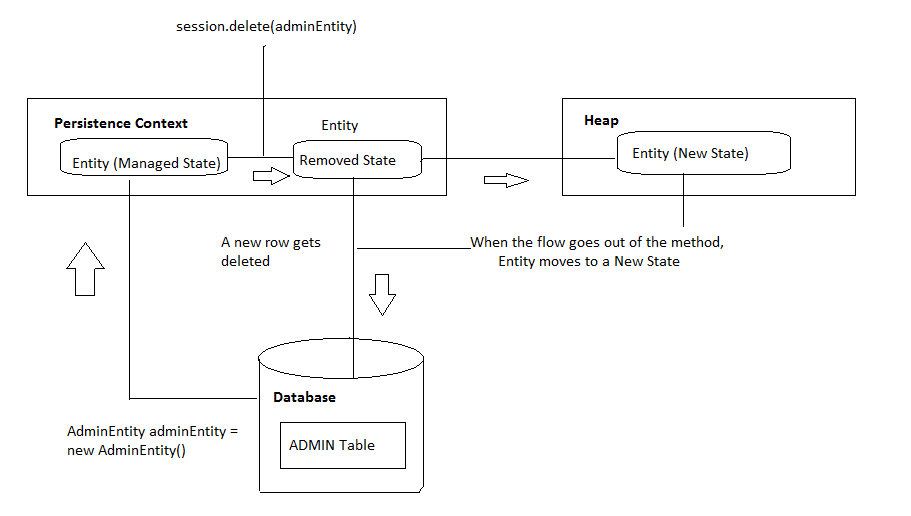 session.delete(adminEntity)
Persistence Context
Entity
Heap
Entity (Managed State)
Removed State
Entity (New State)
A new row gets
deleted
When the flow goes out of the method,
Entity moves to a New State
Database
AdminEntity adminEntity =
new AdminEntity()
ADMIN Table